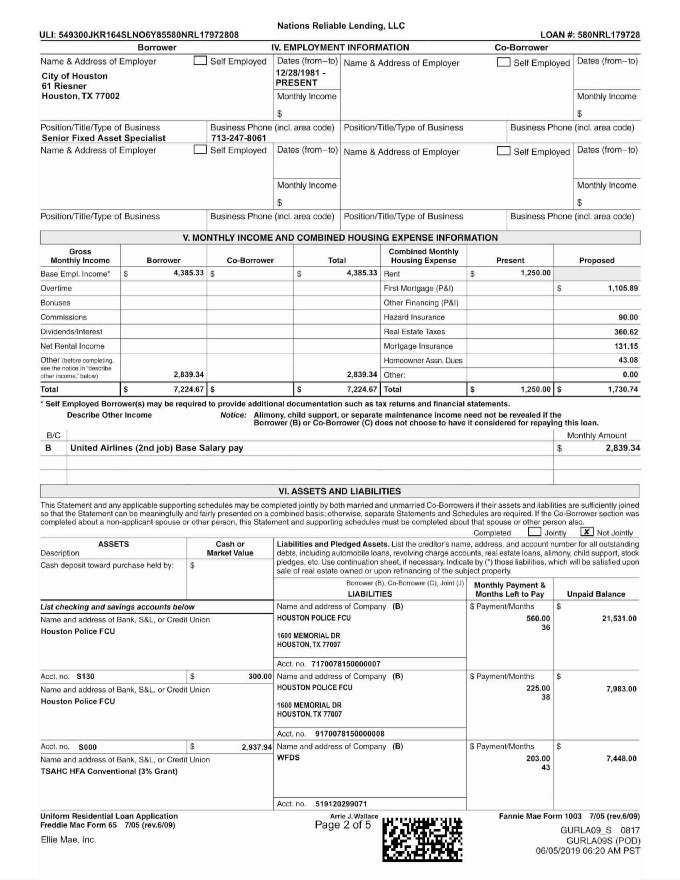 Nations Reliable Lending, LLC
ULI: 549300JKR164SLNO6Y85580NRL17972808 LOAN #: 580NRL179728
Borrower IV. EMPLOYMENT INFORMATION Co-Borrower
Name & Address of Employer Self Employed Dates (from–to) Name & Address of Employer Self Employed Dates (from–to)
City of Houston
61 Riesner
Houston, TX 77002
12/28/1981 -
PRESENT
Monthly Income Monthly Income
$ $
Position/Title/Type of Business Business Phone (incl. area code) Position/Title/Type of Business Business Phone (incl. area code)
Senior Fixed Asset Specialist 713-247-8061
Name & Address of Employer Self Employed Dates (from–to) Name & Address of Employer Self Employed Dates (from–to)
Monthly Income Monthly Income
$ $
Position/Title/Type of Business Business Phone (incl. area code) Position/Title/Type of Business Business Phone (incl. area code)
V. MONTHLY INCOME AND COMBINED HOUSING EXPENSE INFORMATION
Gross
Monthly Income Borrower Co-Borrower Total Combined Monthly
Housing Expense Present Proposed
Base Empl. Income* $ 4,385.33 $ $ 4,385.33 Rent $ 1,250.00
Overtime First Mortgage (P&I) $ 1,105.89
Bonuses Other Financing (P&I)
Commissions Hazard Insurance 90.00
Dividends/Interest Real Estate Taxes 360.62
Net Rental Income Mortgage Insurance 131.15
Other (before completing, Homeowner Assn. Dues 43.08
see the notice in "describe
other income," below) 2,839.34 2,839.34 Other: 0.00
Total $ 7,224.67 $ $ 7,224.67 Total $ 1,250.00 $ 1,730.74
* Self Employed Borrower(s) may be required to provide additional documentation such as tax returns and financial statements.
Describe Other Income Notice: Alimony, child support, or separate maintenance income need not be revealed if the
Borrower (B) or Co-Borrower (C) does not choose to have it considered for repaying this loan.
B/C Monthly Amount
B United Airlines (2nd job) Base Salary pay $ 2,839.34
VI. ASSETS AND LIABILITIES
This Statement and any applicable supporting schedules may be completed jointly by both married and unmarried Co-Borrowers if their assets and liabilities are sufficiently joined
so that the Statement can be meaningfully and fairly presented on a combined basis; otherwise, separate Statements and Schedules are required. If the Co-Borrower section was
completed about a non-applicant spouse or other person, this Statement and supporting schedules must be completed about that spouse or other person also.
Completed Jointly X Not Jointly
ASSETS
Description
Cash or
Market Value
Cash deposit toward purchase held by: $
Liabilities and Pledged Assets. List the creditor's name, address, and account number for all outstanding
debts, including automobile loans, revolving charge accounts, real estate loans, alimony, child support, stock
pledges, etc. Use continuation sheet, if necessary. Indicate by (*) those liabilities, which will be satisfied upon
sale of real estate owned or upon refinancing of the subject property.
Borrower (B), Co-Borrower (C), Joint (J)
LIABILITIES Monthly Payment &
Months Left to Pay Unpaid Balance
List checking and savings accounts below
Name and address of Bank, S&L, or Credit Union
Houston Police FCU
Name and address of Company (B) $ Payment/Months $
HOUSTON POLICE FCU 560.00 21,531.00
36
1600 MEMORIAL DR
HOUSTON, TX 77007
Acct. no. 7170078150000007
Acct. no. S130 $ 300.00
Name and address of Bank, S&L, or Credit Union
Houston Police FCU
Name and address of Company (B) $ Payment/Months $
HOUSTON POLICE FCU 225.00 7,983.00
38
1600 MEMORIAL DR
HOUSTON, TX 77007
Acct. no. 9170078150000008
Acct. no. S000 $ 2,937.94
Name and address of Bank, S&L, or Credit Union
TSAHC HFA Conventional (3% Grant)
Name and address of Company (B) $ Payment/Months $
WFDS 203.00 7,448.00
43
Acct. no. 519120299071
Uniform Residential Loan Application
Freddie Mac Form 65 7/05 (rev.6/09)
Arrie J. Wallace
Page 2 of 5
Fannie Mae Form 1003 7/05 (rev.6/09)
Ellie Mae, Inc.
GURLA09_S 0817
GURLA09S (POD)
06/05/2019 06:20 AM PST